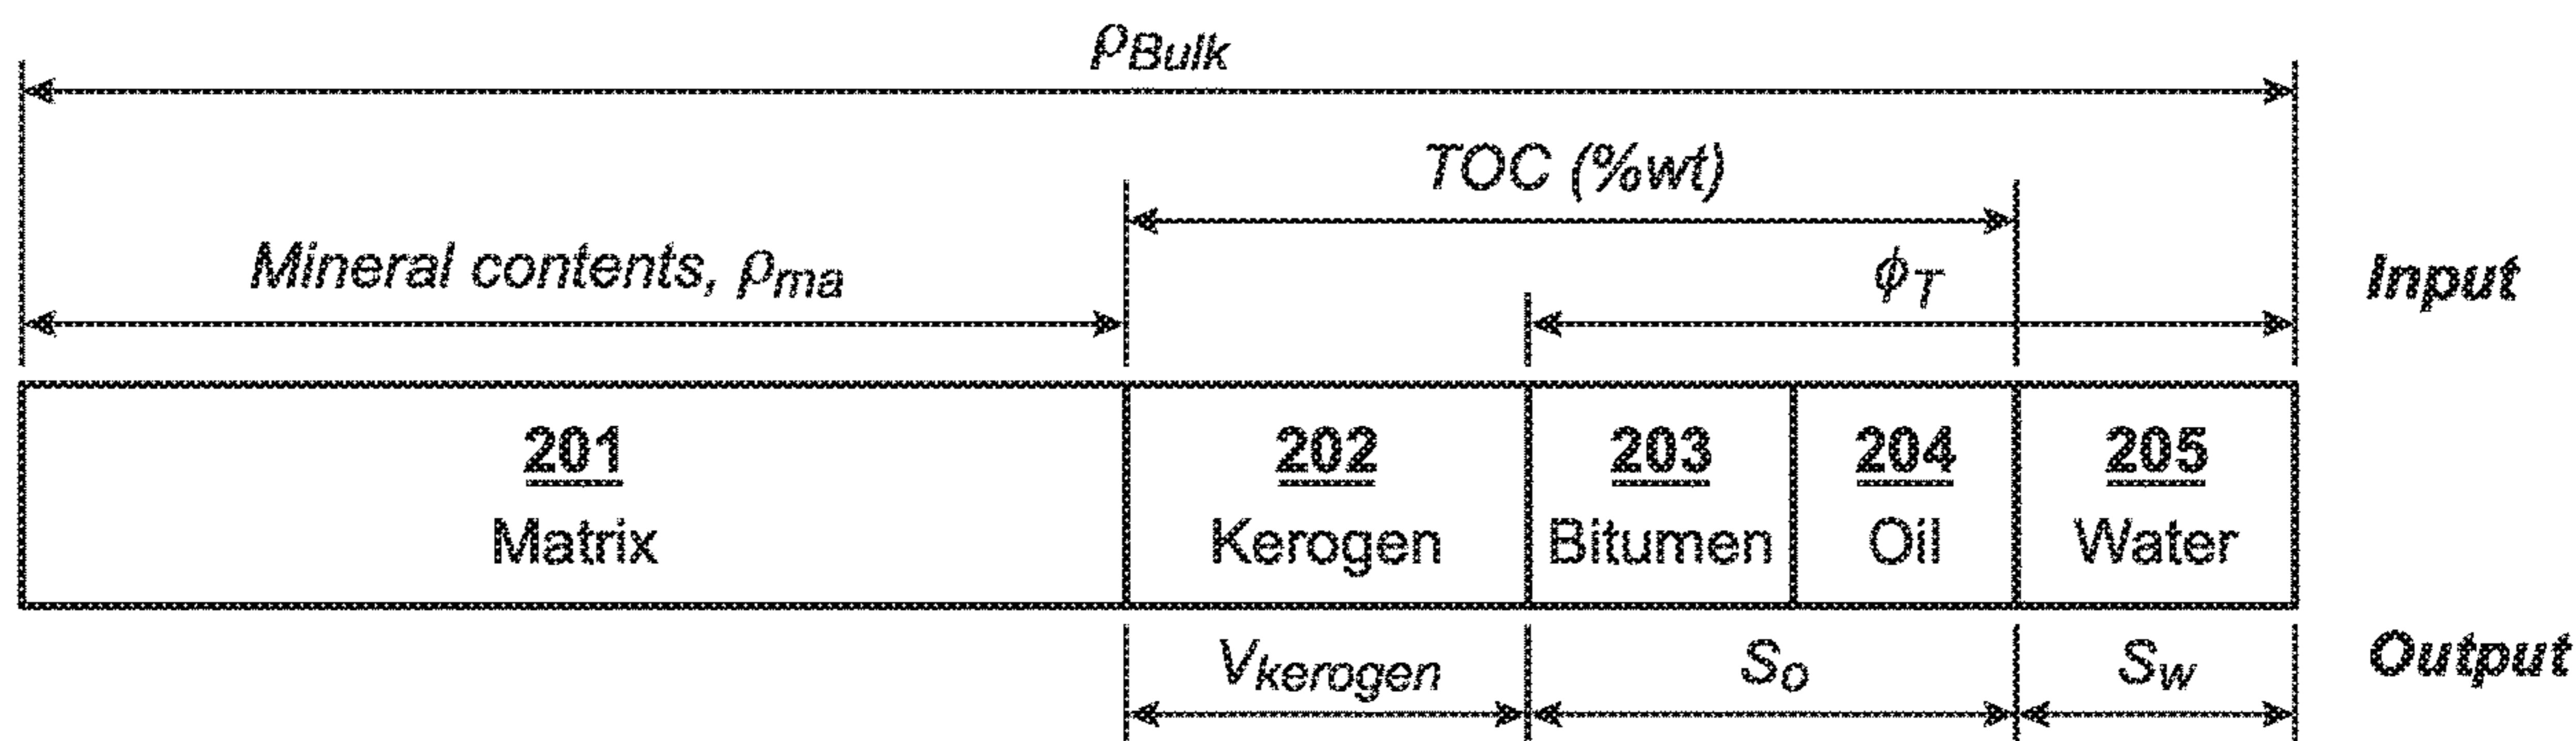 ρBulk
TOC (%wt)
Mineral contents, ρma
ϕT
Input
201
Matrix
202
Kerogen
203
Bitumen
204
Oil
205
Water
Vkerogen
So
Sw
Output